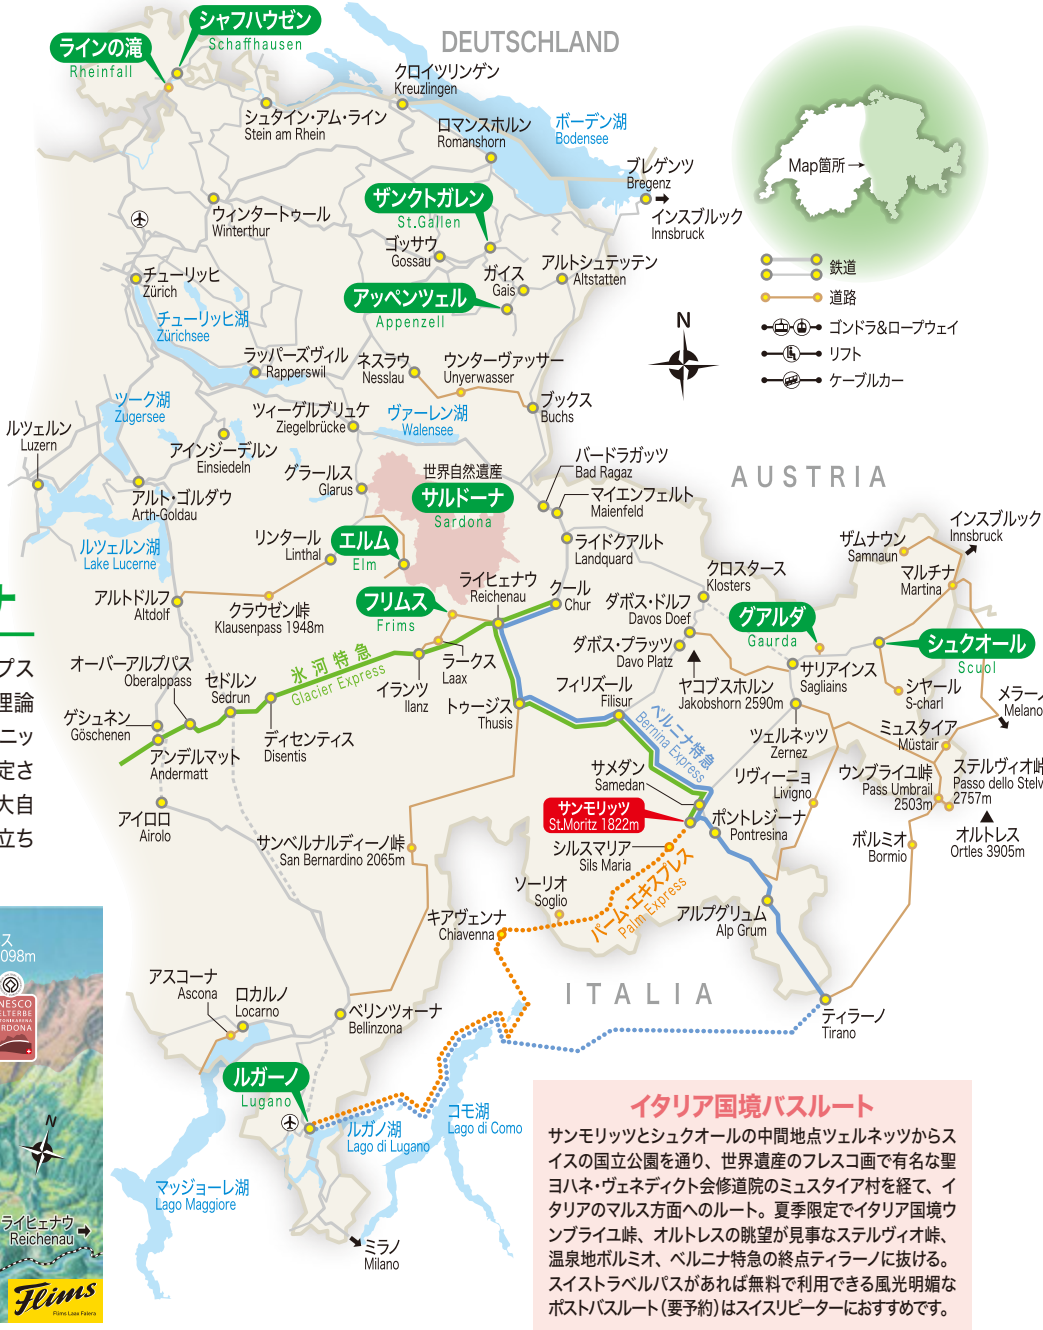 シャフハウゼン
Schaffhausen
ラインの滝
Rheinfall
DEUTSCHLAND
クロイツリンゲン
Kreuzlingen
シュタイン・アム・ライン
Stein am Rhein
ロマンスホルン
Romanshorn
ボーデン湖
Bodensee
ブレゲンツ
Bregenz
インスブルック
Innsbruck
Map箇所
ザンクトガレン
St.Gallen
ウィンタートゥール
Winterthur
ゴッサウ
Gossau
ガイス
Gais
アルトシュテッテン
Altstatten
チューリッヒ
Zürich
アッペンツェル
Appenzell
チューリッヒ湖
Zürichsee
鉄道
道路
ゴンドラ&ロープウェイ
リフト
ケーブルカー
N
ラッパーズヴィル
Rapperswil
ネスラウ
Nesslau
ウンターヴァッサー
Unyerwasser
ブックス
Buchs
ツーク湖
Zugersee
ツィーゲルブリュケ
Ziegelbrücke
ヴァーレン湖
Walensee
ルツェルン
Luzern
アインジーデルン
Einsiedeln
グラールス
Glarus
世界自然遺産
サルドーナ
Sardona
バードラガッツ
Bad Ragaz
マイエンフェルト
Maienfeld
AUSTRIA
アルト・ゴルダウ
Arth-Goldau
ルツェルン湖
Lake Lucerne
リンタール
Linthal
エルム
Elm
ライドクアルト
Landquard
ザムナウン
Samnaun
インスブルック
Innsbruck
マルチナ
Martina
アルトドルフ
Altdolf
クラウゼン峠
Klausenpass 1948m
フリムス
Frims
ライヒェナウ
Reichenau
クール
Chur
クロスタース
Klosters
ダボス・ドルフ
Davos Doef
ダボス・プラッツ
Davo Platz
グアルダ
Gaurda
シュクオール
Scuol
ナ
プス
理論
ニッ
定さ
大自
立ち
オーバーアルプパス
Oberalppass
セドルン
Sedrun
氷河特急
Glacier Express
ラークス
Laax
イランツ
Ilanz
トゥージス
Thusis
フィリズール
Filisur
ヤコブスホルン
Jakobshorn 2590m
サリアインス
Sagliains
シヤール
S-charl
メラーノ
Melano
ゲシュネン
Göschenen
アンデルマット
Andermatt
ディセンティス
Disentis
ベルニナ特急
Bernina Express
ツェルネッツ
Zernez
ミュスタイア
Müstair
サメダン
Samedan
リヴィーニョ
Livigno
ウンブライユ峠
Pass Umbrail
2503m
ステルヴィオ峠
Passo dello Stelv
2757m
アイロロ
Airolo
サンモリッツ
St.Moritz 1822m
ポントレジーナ
Pontresina
オルトレス
Ortles 3905m
サンベルナルディーノ峠
San Bernardino 2065m
シルスマリア
Sils Maria
ボルミオ
Bormio
ソーリオ
Soglio
パーム・エキスプレス
Palm Express
アルプグリュム
Alp Grum
キアヴェンナ
Chiavenna
ス
098m
アスコーナ
Ascona
ロカルノ
Locarno
ベリンツォーナ
Bellinzona
ITALIA
ティラーノ
Tirano
ルガーノ
Lugano
ルガノ湖
Lago di Lugano
コモ湖
Lago di Como
マッジョーレ湖
Lago Maggiore
ミラノ
Milano
N
ライヒェナウ
Reichenau
Flims
Flims Laax Falera
イタリア国境バスルート
サンモリッツとシュクオールの中間地点ツェルネッツからス
イスの国立公園を通り、世界遺産のフレスコ画で有名な聖
ヨハネ・ヴェネディクト会修道院のミュスタイア村を経て、イ
タリアのマルス方面へのルート。夏季限定でイタリア国境ウ
ンブライユ峠、オルトレスの眺望が見事なステルヴィオ峠、
温泉地ボルミオ、ベルニナ特急の終点ティラーノに抜ける。
スイストラベルパスがあれば無料で利用できる風光明媚な
ポストバスルート(要予約)はスイスリピーターにおすすめです。